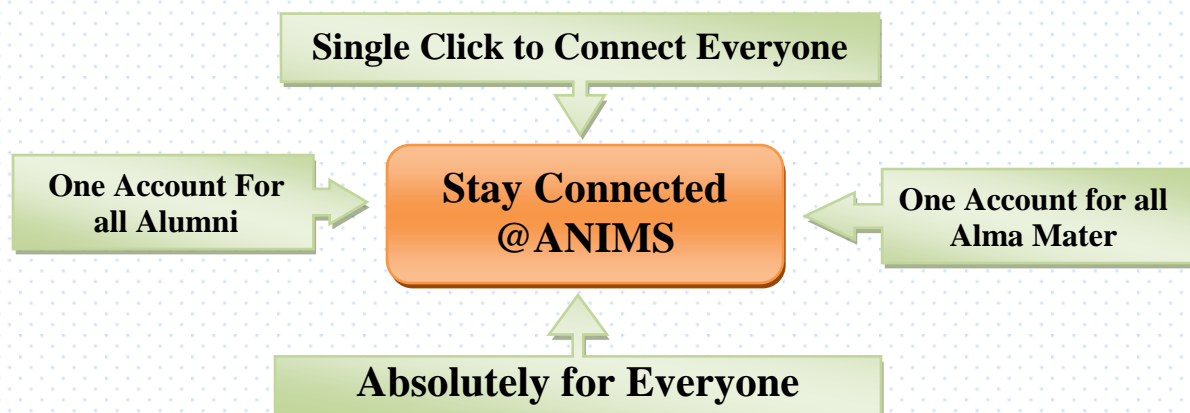 Single Click to Connect Everyone
One Account For
all Alumni
Stay Connected
@ANIMS
One Account for all
Alma Mater
Absolutely for Everyone